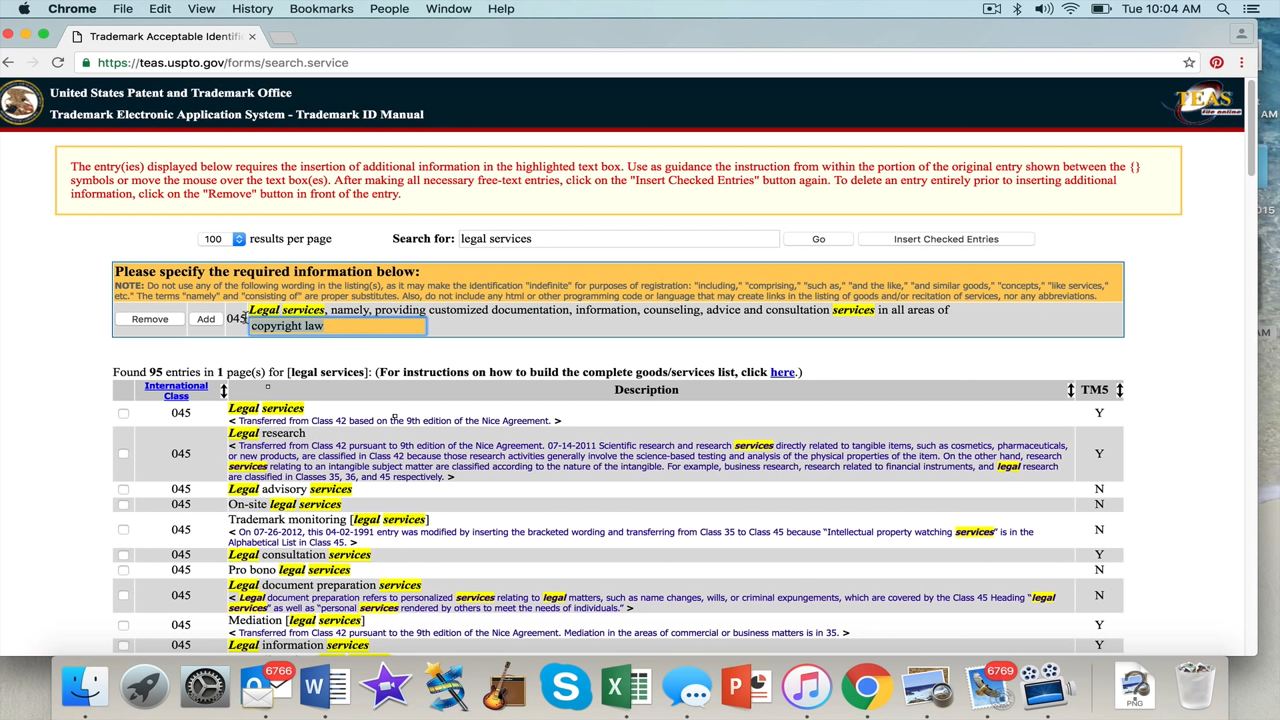 Chrome File Edit View History Bookmarks People Window Help Tue 10:04 AM
Trademark Acceptable Identifi
https://teas.uspto.gov/forms/search.service
United States Patent and Trademark Office
Trademark Electronic Application System - Trademark ID Manual
TEAS
file online
AM
The entry(ies) displayed below requires the insertion of additional information in the highlighted text box. Use as guidance the instruction from within the portion of the original entry shown between the {}
symbols or move the mouse over the text box(es). After making all necessary free-text entries, click on the "Insert Checked Entries" button again. To delete an entry entirely prior to inserting additional
information, click on the "Remove" button in front of the entry.
2015
100 results per page Search for: legal services Go Insert Checked Entries
Please specify the required information below:
NOTE: Do not use any of the following wording in the listing(s), as it may make the identification "indefinite" for purposes of registration: "including," "comprising," "such as," "and the like," "and similar goods," "concepts," "like services,"
etc." The terms "namely" and "consisting of" are proper substitutes. Also, do not include any html or other programming code or language that may create links in the listing of goods and/or recitation of services, nor any abbreviations.
Remove Add 045 Legal services, namely, providing customized documentation, information, counseling, advice and consultation services in all areas of
copyright law
Found 95 entries in 1 page(s) for [legal services]: (For instructions on how to build the complete goods/services list, click here.)
International Class Description TM5
045 Legal services Y
< Transferred from Class 42 based on the 9th edition of the Nice Agreement. >
Legal research
< Transferred from Class 42 pursuant to 9th edition of the Nice Agreement. 07-14-2011 Scientific research and research services directly related to tangible items, such as cosmetics, pharmaceuticals,
045 or new products, are classified in Class 42 because those research activities generally involve the science-based testing and analysis of the physical properties of the item. On the other hand, research Y
services relating to an intangible subject matter are classified according to the nature of the intangible. For example, business research, research related to financial instruments, and legal research
are classified in Classes 35, 36, and 45 respectively. >
045 Legal advisory services N
045 On-site legal services N
Trademark monitoring [legal services]
045 < On 07-26-2012, this 04-02-1991 entry was modified by inserting the bracketed wording and transferring from Class 35 to Class 45 because "Intellectual property watching services" is in the N
Alphabetical List in Class 45. >
045 Legal consultation services Y
045 Pro bono legal services N
Legal document preparation services
045 < Legal document preparation refers to personalized services relating to legal matters, such as name changes, wills, or criminal expungements, which are covered by the Class 45 Heading "legal N
services" as well as "personal services rendered by others to meet the needs of individuals." >
045 Mediation [legal services] Y
< Transferred from Class 42 pursuant to the 9th edition of the Nice Agreement. Mediation in the areas of commercial or business matters is in 35. >
045 Legal information services Y
6766 6769
PNG